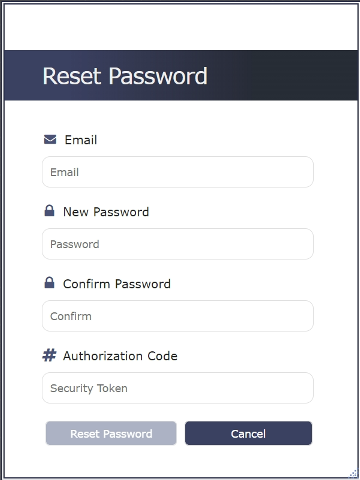 Reset Password
Email
Email
New Password
Password
Confirm Password
Confirm
# Authorization Code
Security Token
Reset Password Cancel